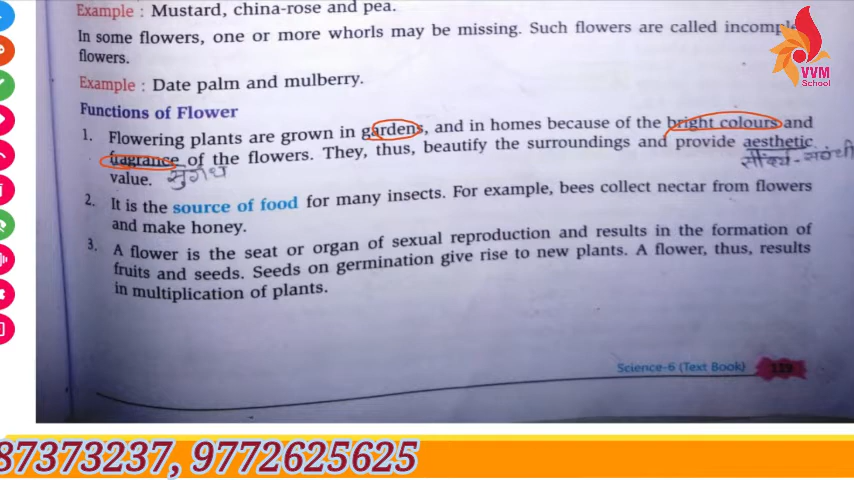 Example : Mustard, china-rose and pea.
In some flowers, one or more whorls may be missing. Such flowers are called incomple
flowers.
Example : Date palm and mulberry.
Functions of Flower
1. Flowering plants are grown in gardens, and in homes because of the bright colours and
fragrance of the flowers. They, thus, beautify the surroundings and provide aesthetic
value. सुगंध सौंदर्य-संबंधी
2. It is the source of food for many insects. For example, bees collect nectar from flowers
and make honey.
3. A flower is the seat or organ of sexual reproduction and results in the formation of
fruits and seeds. Seeds on germination give rise to new plants. A flower, thus, results
in multiplication of plants.
Science-6 (Text Book) 119
VVM
School
87373237, 9772625625